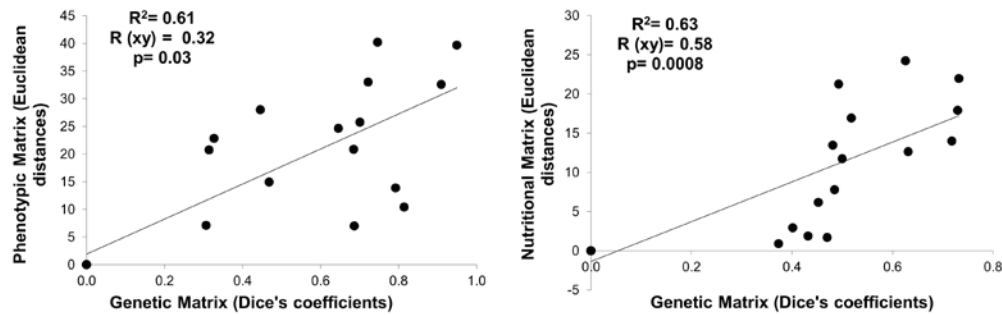 R²= 0.61
R (xy) = 0.32
p= 0.03
Phenotypic Matrix (Euclidean
distances)
45
40
35
30
25
20
15
10
5
0
0.0 0.2 0.4 0.6 0.8 1.0
Genetic Matrix (Dice's coefficients)
R²= 0.63
R (xy)= 0.58
p= 0.0008
Nutritional Matrix (Euclidean
distances)
30
25
20
15
10
5
0
-5
0.0 0.2 0.4 0.6 0.8
Genetic Matrix (Dice's coefficients)